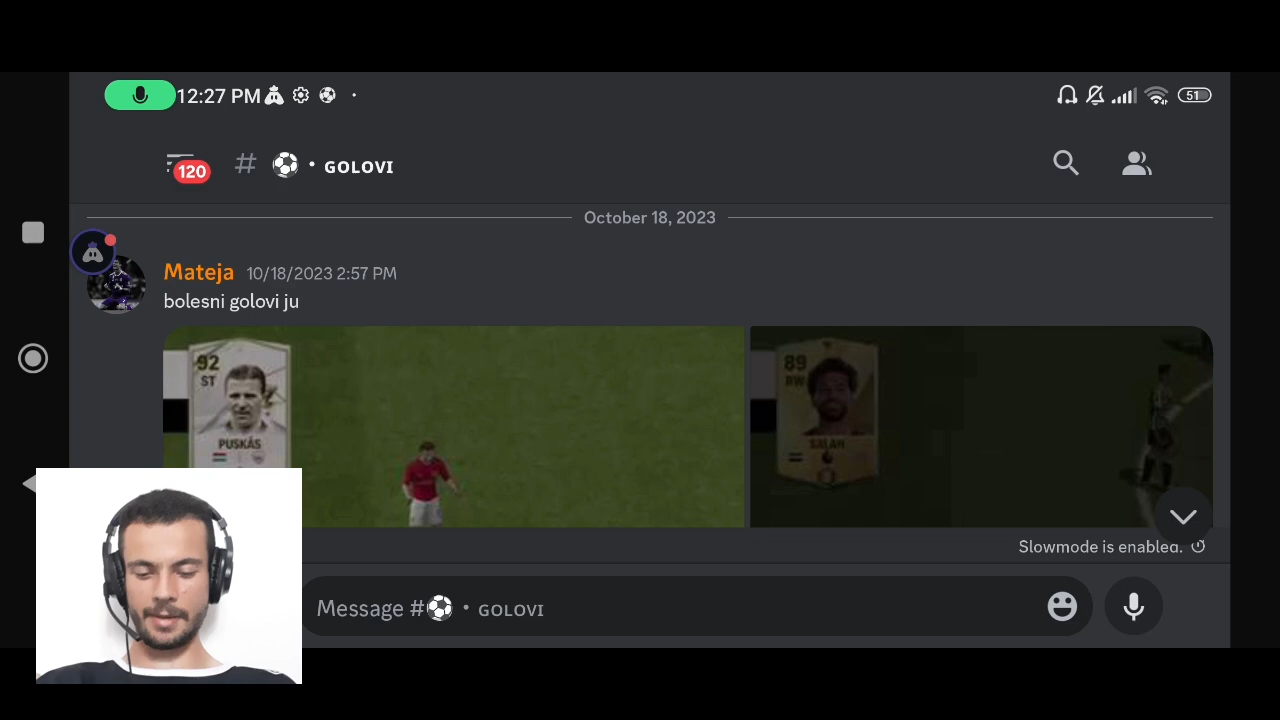 12:27 PM
51
120 # • GOLOVI
October 18, 2023
Mateja 10/18/2023 2:57 PM
bolesni golovi ju
92
ST
PUSKÁS
89
RW
SALAH
Slowmode is enabled.
Message # • GOLOVI